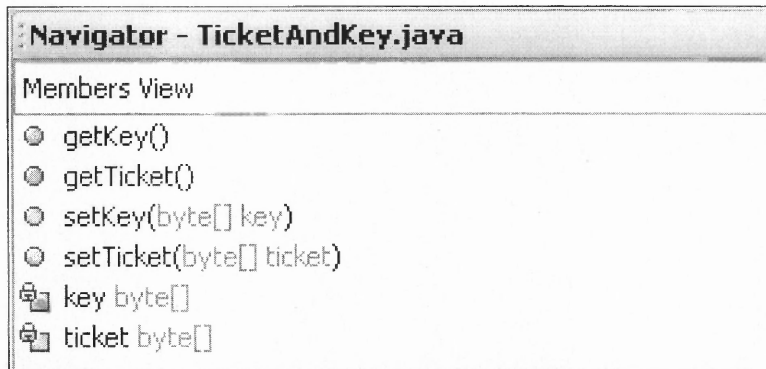 Navigator - TicketAndKey.java
Members View
getKey()
getTicket()
setKey(byte[] key)
setTicket(byte[] ticket)
key byte[]
ticket byte[]